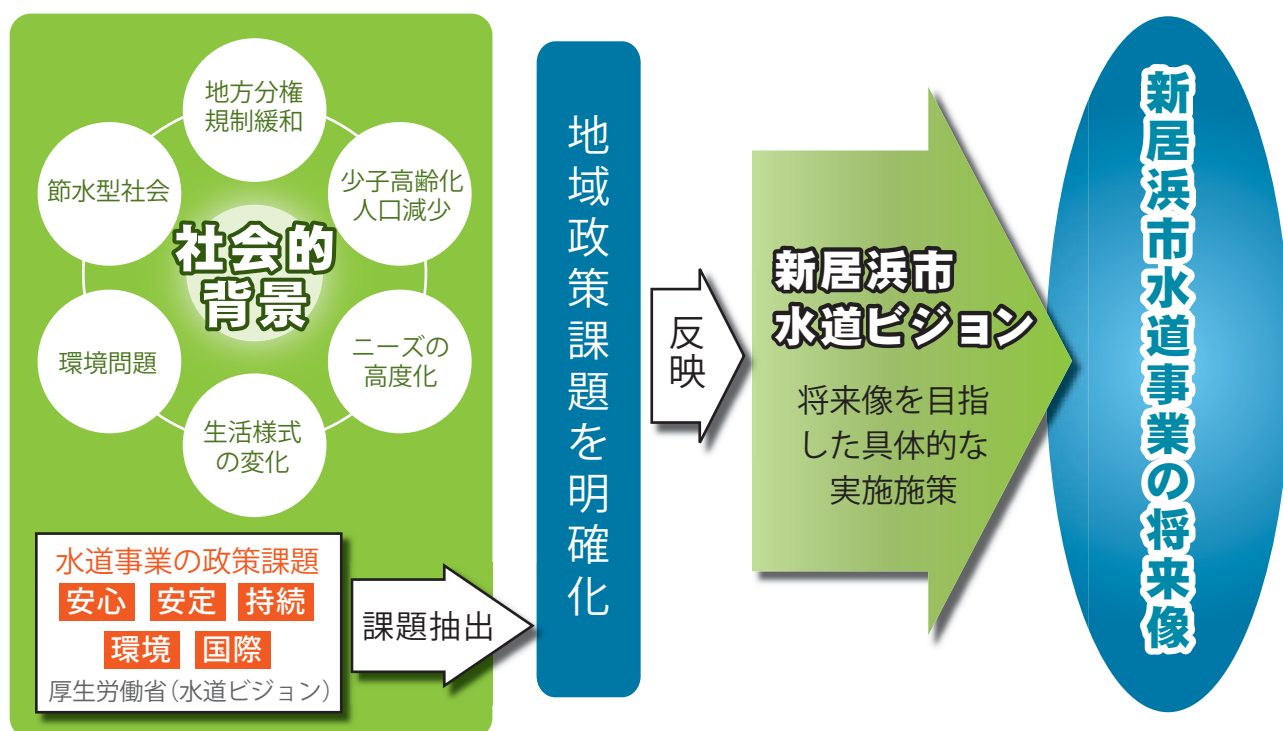 地方分権
規制緩和
少子高齢化
人口減少
ニーズの
高度化
生活様式
の変化
環境問題
節水型社会
社会的
背景
水道事業の政策課題
安心 安定 持続
環境 国際
厚生労働省(水道ビジョン)
課題抽出
地域政策課題を明確化
反映
新居浜市
水道ビジョン
将来像を目指
した具体的な
実施施策
新居浜市水道事業の将来像